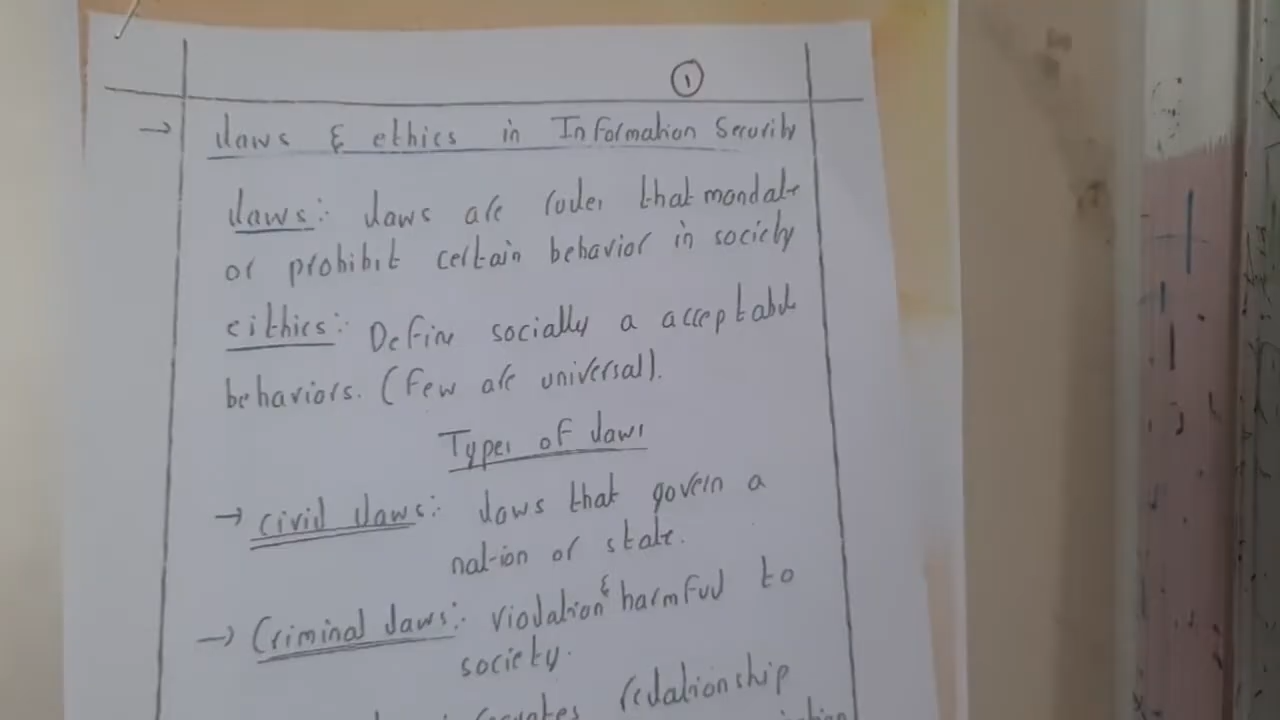 ①
→ Laws & ethics in Information Security
Laws:- Laws are rules that mandate
or prohibit certain behavior in society
eithics:- Define socially a acceptable
behaviors. (Few are universal).
Types of Laws
→ Civil Laws:- Laws that govern a
nation or state.
→ Criminal Laws:- violation & harmful to
society.
relationship